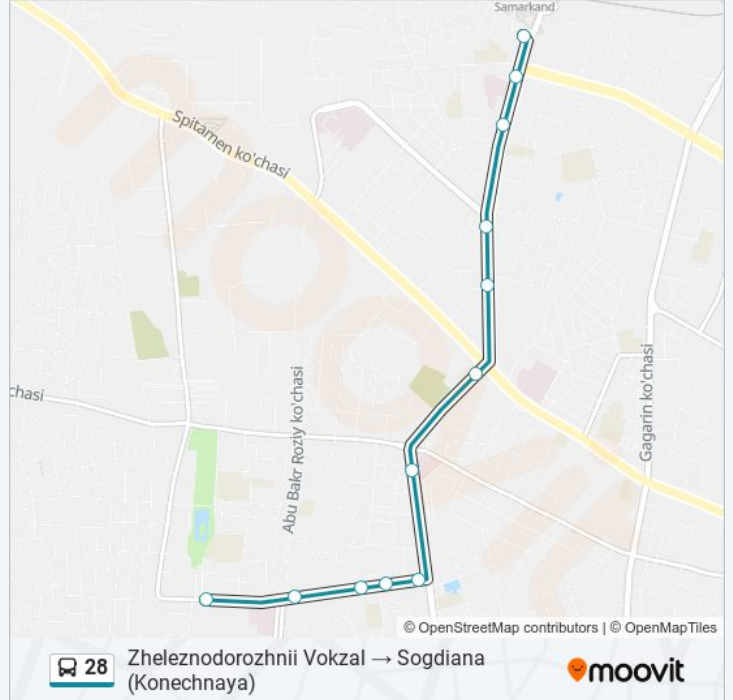 Samarkand
Spitamen ko'chasi
chasi
Abu Bakr Roziy ko'chasi
Gagarin ko'chasi
moovit
© OpenStreetMap contributors | © OpenMapTiles
28
Zheleznodorozhnii Vokzal → Sogdiana
(Konechnaya)
moovit